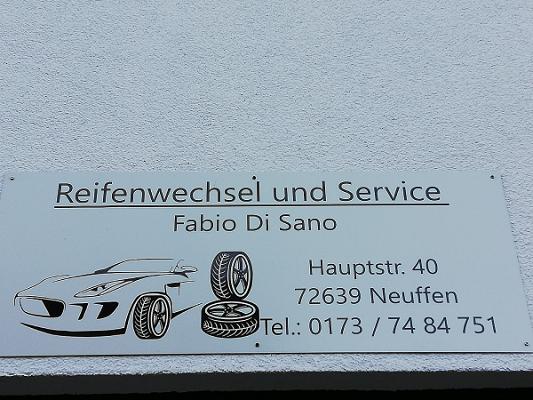 Reifenwechsel und Service
Fabio Di Sano
Hauptstr. 40
72639 Neuffen
Tel.: 0173 / 74 84 751